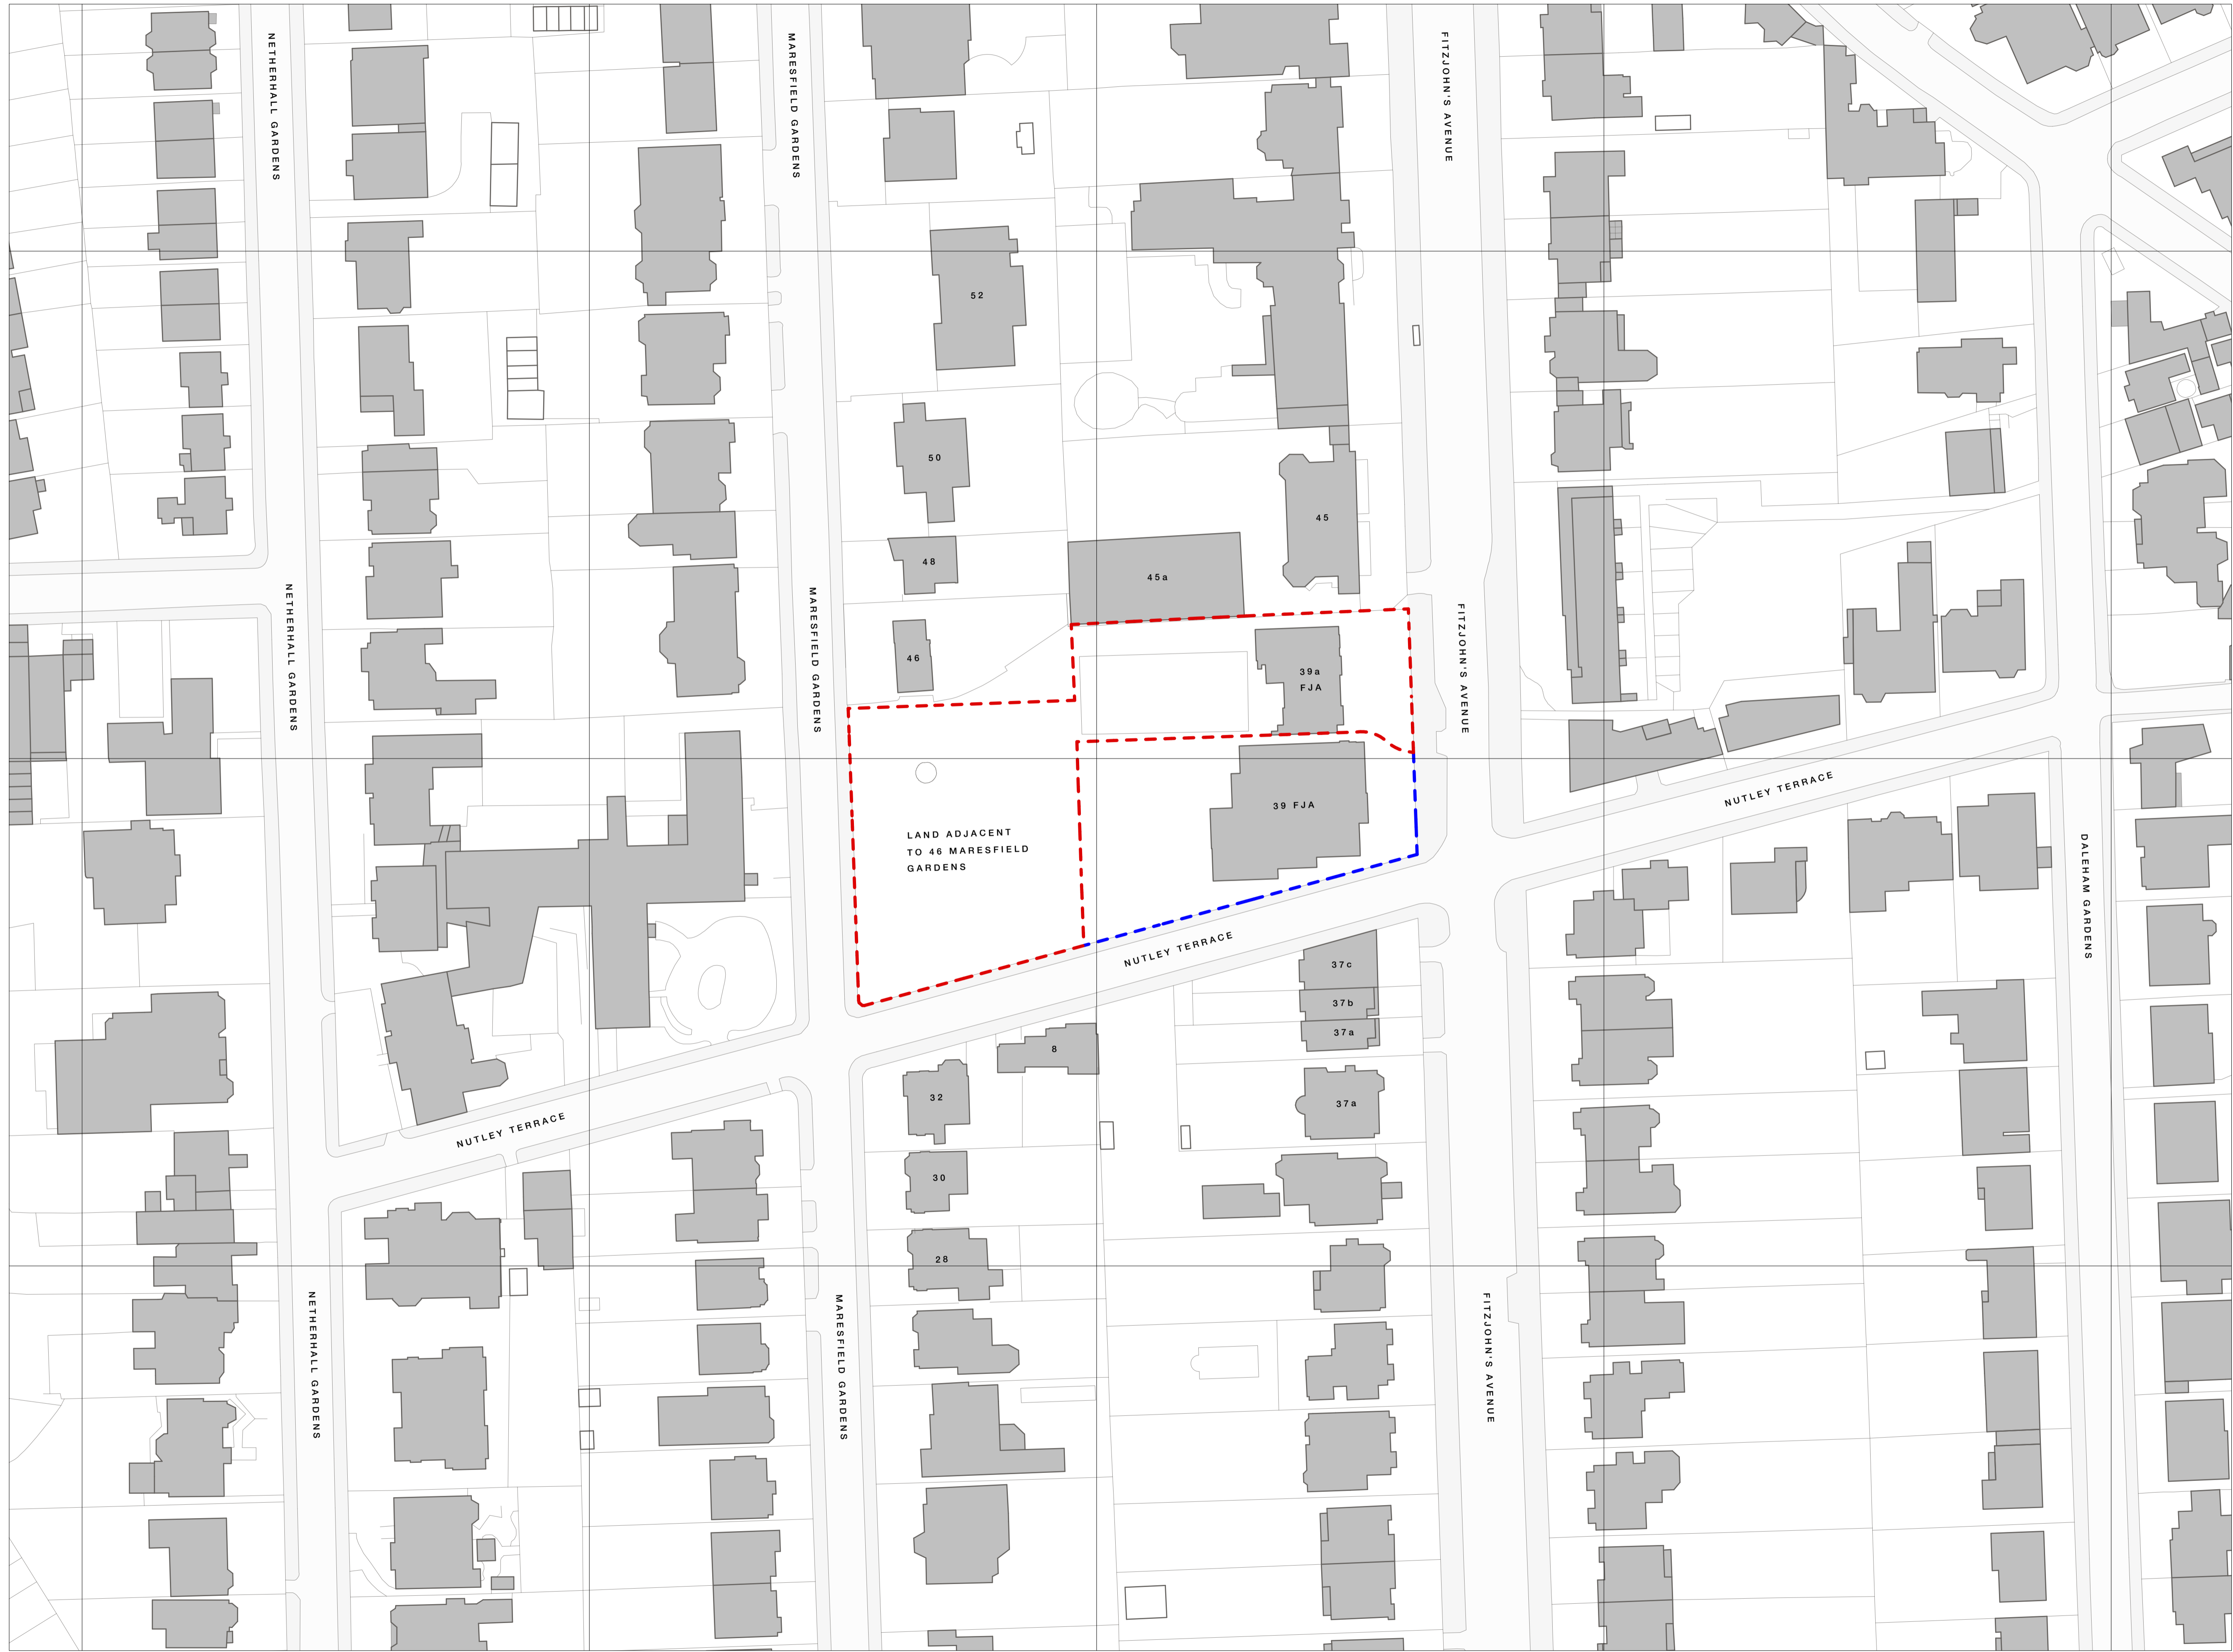 NETHERHALL GARDENS
MARESFIELD GARDENS
FITZJOHN'S AVENUE
52
50
45
48
45a
NETHERHALL GARDENS
MARESFIELD GARDENS
FITZJOHN'S AVENUE
46
39a
FJA
39 FJA
NUTLEY TERRACE
LAND ADJACENT
TO 46 MARESFIELD
GARDENS
DALEHAM GARDENS
NUTLEY TERRACE
37c
37b
37a
8
32
37a
NUTLEY TERRACE
30
28
NETHERHALL GARDENS
MARESFIELD GARDENS
FITZJOHN'S AVENUE